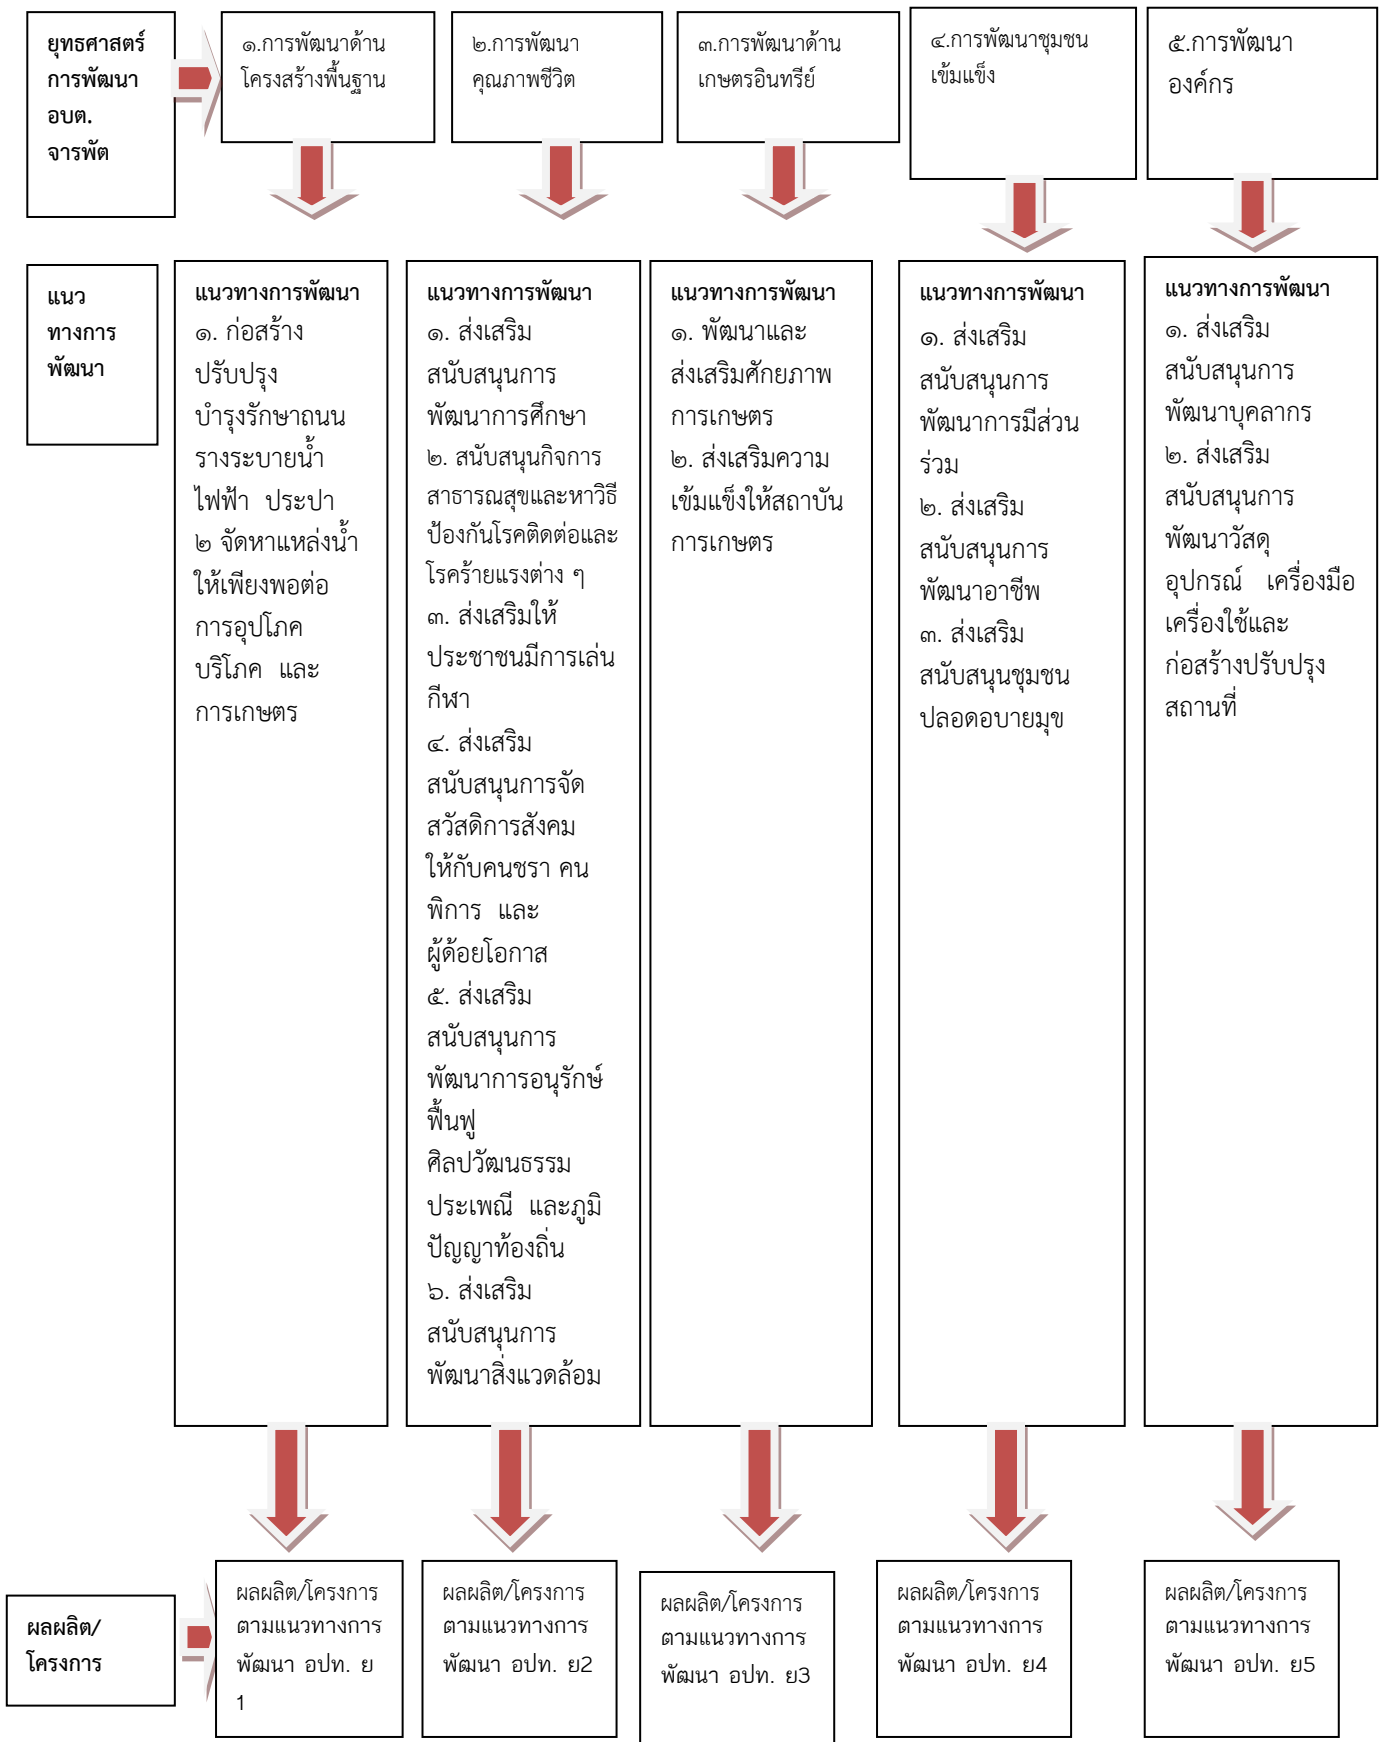 ยุทธศาสตร์
การพัฒนา
อบต.
จารพัต
๑.การพัฒนาด้าน
โครงสร้างพื้นฐาน
๒.การพัฒนา
คุณภาพชีวิต
๓.การพัฒนาด้าน
เกษตรอินทรีย์
๔.การพัฒนาชุมชน
เข้มแข็ง
๕.การพัฒนา
องค์กร
แนว
ทางการ
พัฒนา
แนวทางการพัฒนา
๑. ก่อสร้าง
ปรับปรุง
บำรุงรักษาถนน
รางระบายน้ำ
ไฟฟ้า ประปา
๒ จัดหาแหล่งน้ำ
ให้เพียงพอต่อ
การอุปโภค
บริโภค และ
การเกษตร
แนวทางการพัฒนา
๑. ส่งเสริม
สนับสนุนการ
พัฒนาการศึกษา
๒. สนับสนุนกิจการ
สาธารณสุขและหาวิธี
ป้องกันโรคติดต่อและ
โรคร้ายแรงต่าง ๆ
๓. ส่งเสริมให้
ประชาชนมีการเล่น
กีฬา
๔. ส่งเสริม
สนับสนุนการจัด
สวัสดิการสังคม
ให้กับคนชรา คน
พิการ และ
ผู้ด้อยโอกาส
๕. ส่งเสริม
สนับสนุนการ
พัฒนาการอนุรักษ์
ฟื้นฟู
ศิลปวัฒนธรรม
ประเพณี และภูมิ
ปัญญาท้องถิ่น
๖. ส่งเสริม
สนับสนุนการ
พัฒนาสิ่งแวดล้อม
แนวทางการพัฒนา
๑. พัฒนาและ
ส่งเสริมศักยภาพ
การเกษตร
๒. ส่งเสริมความ
เข้มแข็งให้สถาบัน
การเกษตร
แนวทางการพัฒนา
๑. ส่งเสริม
สนับสนุนการ
พัฒนาการมีส่วน
ร่วม
๒. ส่งเสริม
สนับสนุนการ
พัฒนาอาชีพ
๓. ส่งเสริม
สนับสนุนชุมชน
ปลอดอบายมุข
แนวทางการพัฒนา
๑. ส่งเสริม
สนับสนุนการ
พัฒนาบุคลากร
๒. ส่งเสริม
สนับสนุนการ
พัฒนาวัสดุ
อุปกรณ์ เครื่องมือ
เครื่องใช้และ
ก่อสร้างปรับปรุง
สถานที่
ผลผลิต/
โครงการ
ผลผลิต/โครงการ
ตามแนวทางการ
พัฒนา อปท. ย
1
ผลผลิต/โครงการ
ตามแนวทางการ
พัฒนา อปท. ย2
ผลผลิต/โครงการ
ตามแนวทางการ
พัฒนา อปท. ย3
ผลผลิต/โครงการ
ตามแนวทางการ
พัฒนา อปท. ย4
ผลผลิต/โครงการ
ตามแนวทางการ
พัฒนา อปท. ย5